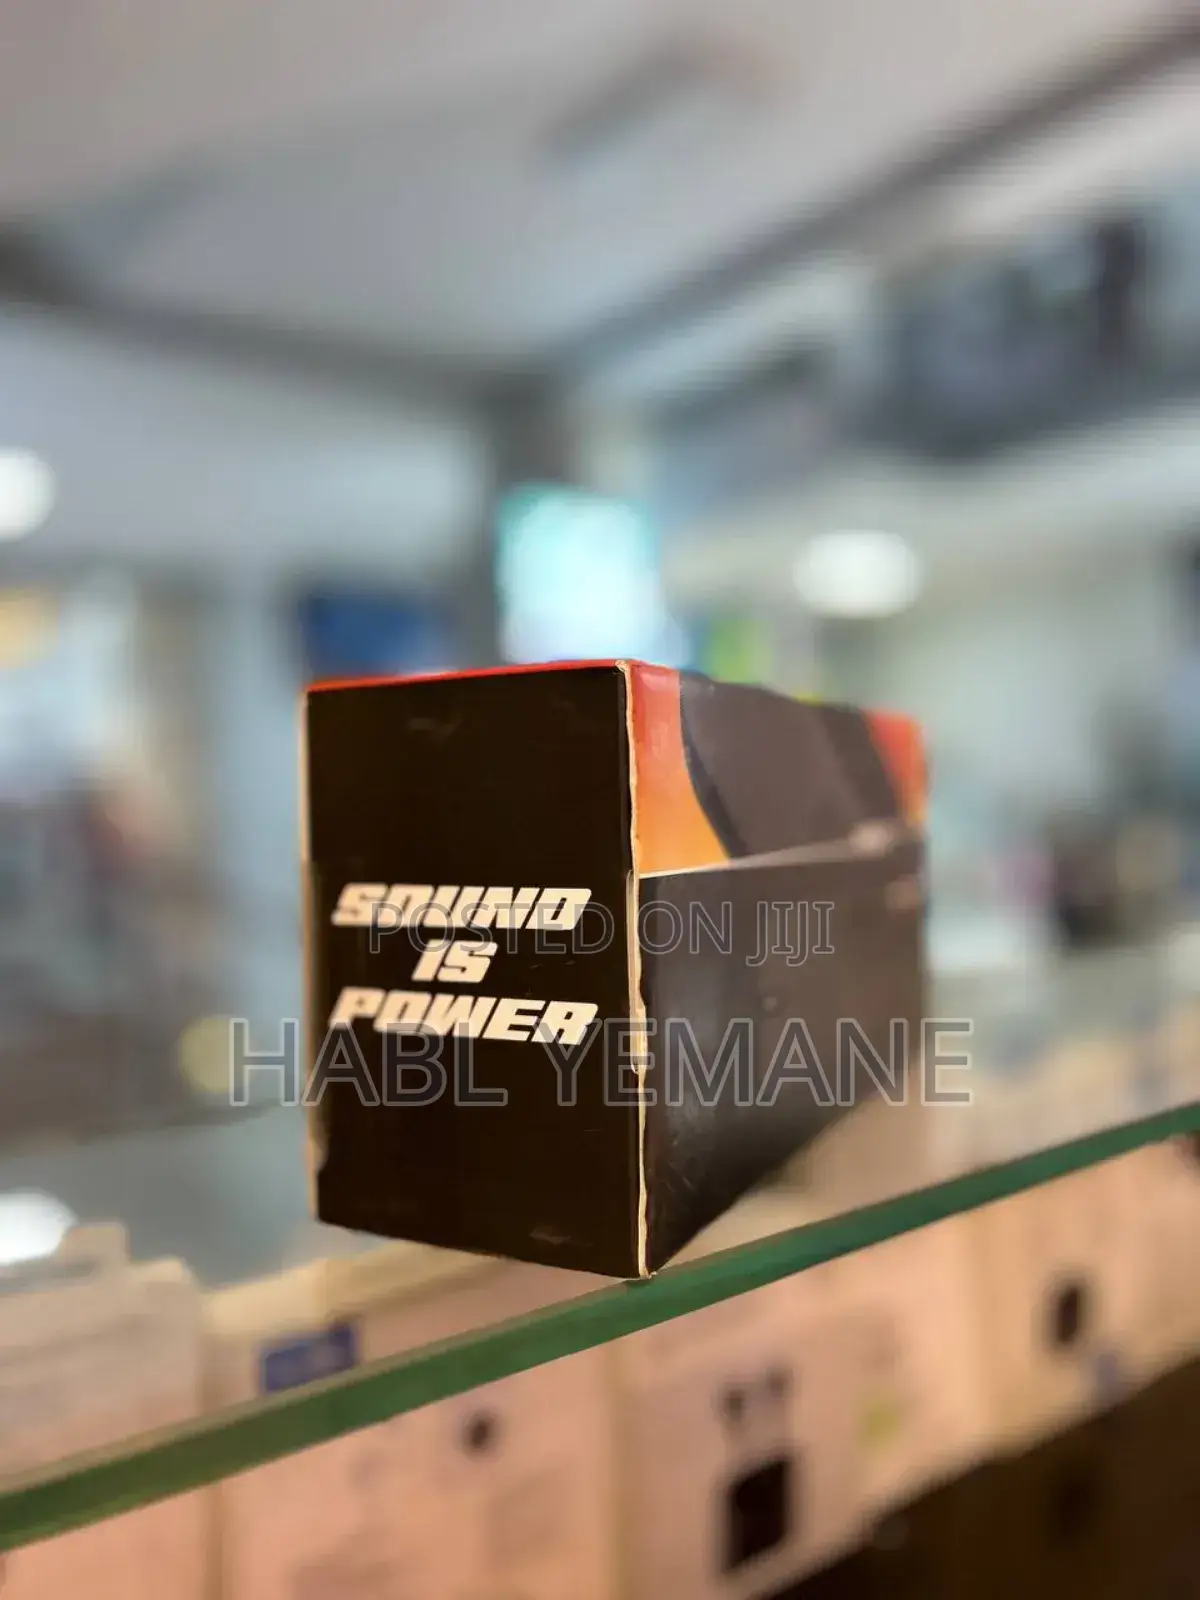 SOUND
POSTED ON JIJI
IS
POWER
HABL YEMANE